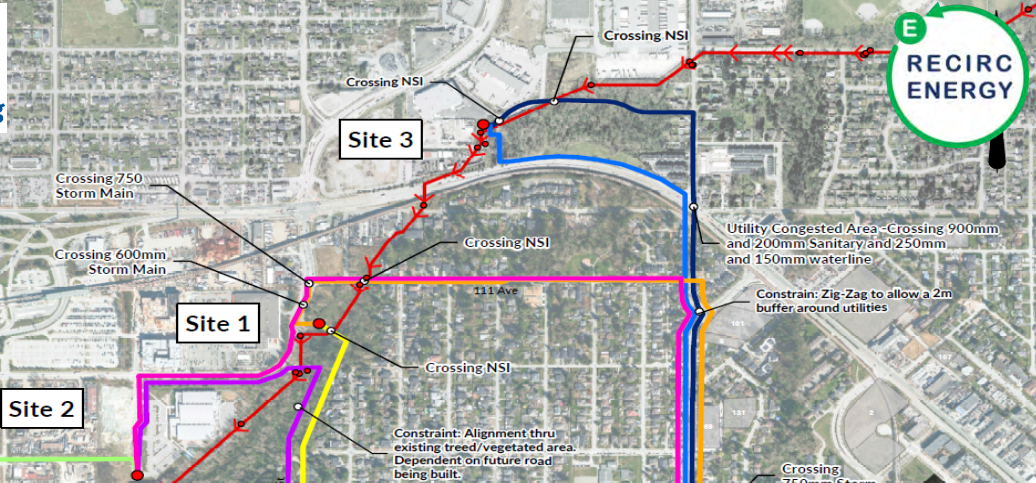 Crossing NSI
E
RECIRC
ENERGY
Crossing NSI
g
Site 3
Crossing 750
Storm Main
Crossing 600mm
Storm Main
Crossing NSI
Utility Congested Area -Crossing 900mm
and 200mm Sanitary and 250mm
and 150mm waterline
111 Ave
Constrain: Zig-Zag to allow a 2m
buffer around utilities
Site 1
Crossing NSI
Site 2
Constraint: Alignment thru
existing treed/vegetated area.
Dependent on future road
being built.
Crossing
750mm Storm